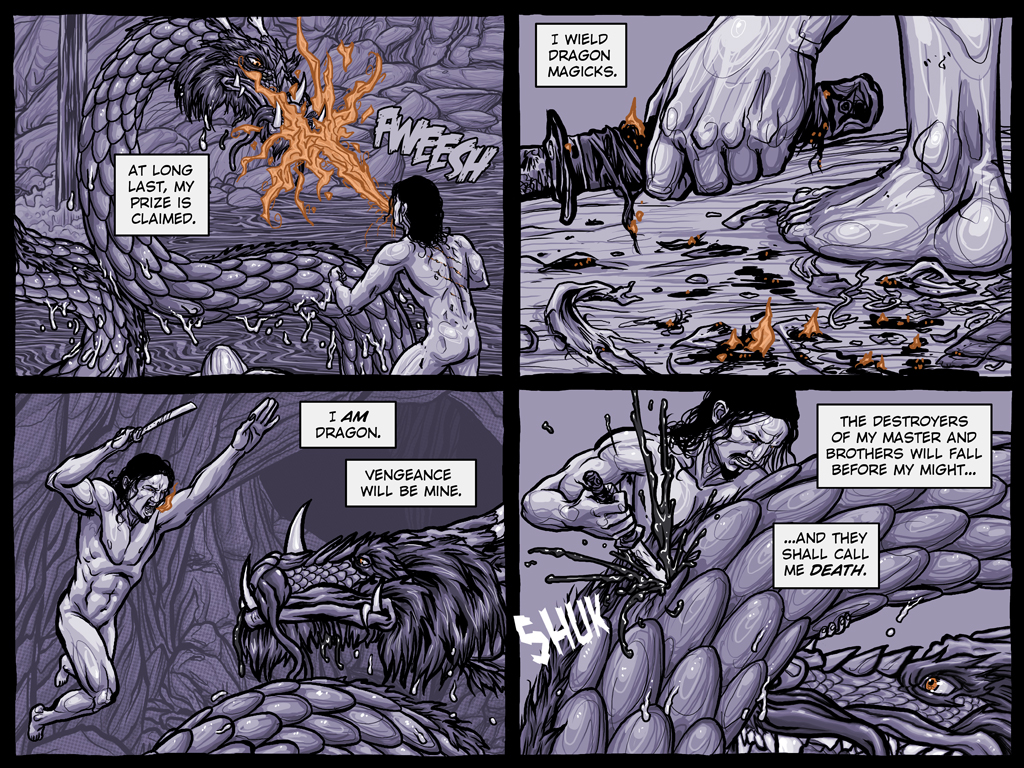 AT LONG
LAST, MY
PRIZE IS
CLAIMED.
FWEESH!
I WIELD
DRAGON
MAGICKS.
I AM
DRAGON.
VENGEANCE
WILL BE MINE.
THE DESTROYERS
OF MY MASTER AND
BROTHERS WILL FALL
BEFORE MY MIGHT...
...AND THEY
SHALL CALL
ME DEATH.
SHUK